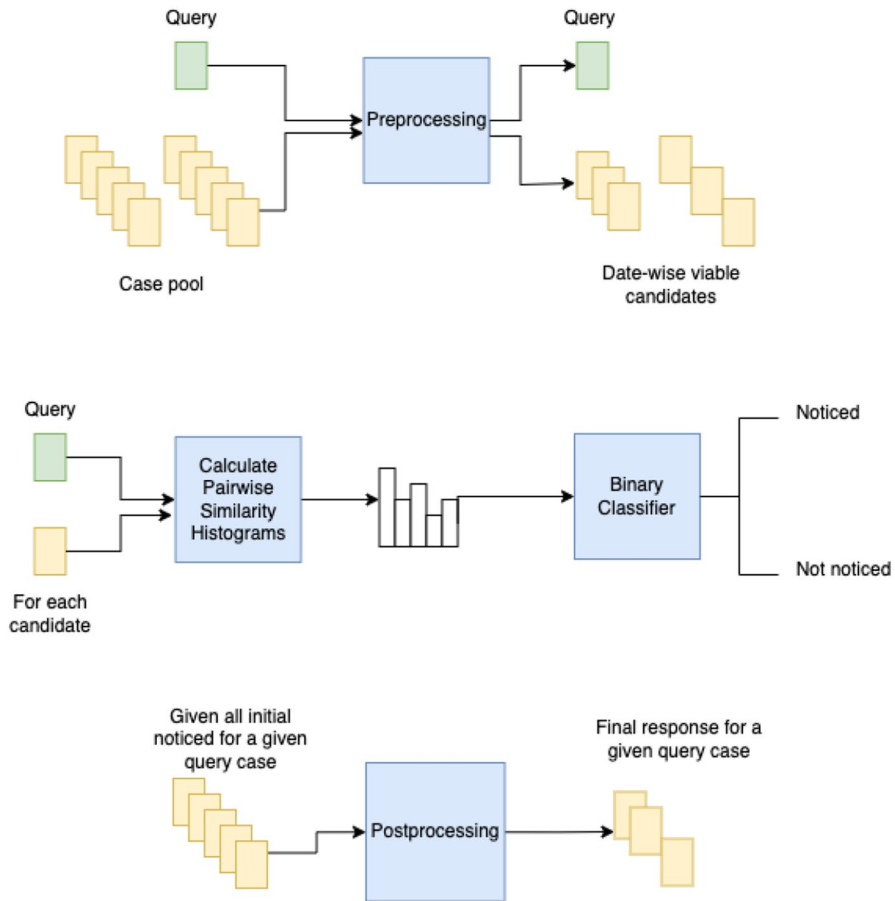 Query
Query
Preprocessing
Case pool
Date-wise viable
candidates
Query
Noticed
Calculate
Pairwise
Similarity
Histograms
Binary
Classifier
Not noticed
For each
candidate
Given all initial
noticed for a given
query case
Final response for a
given query case
Postprocessing